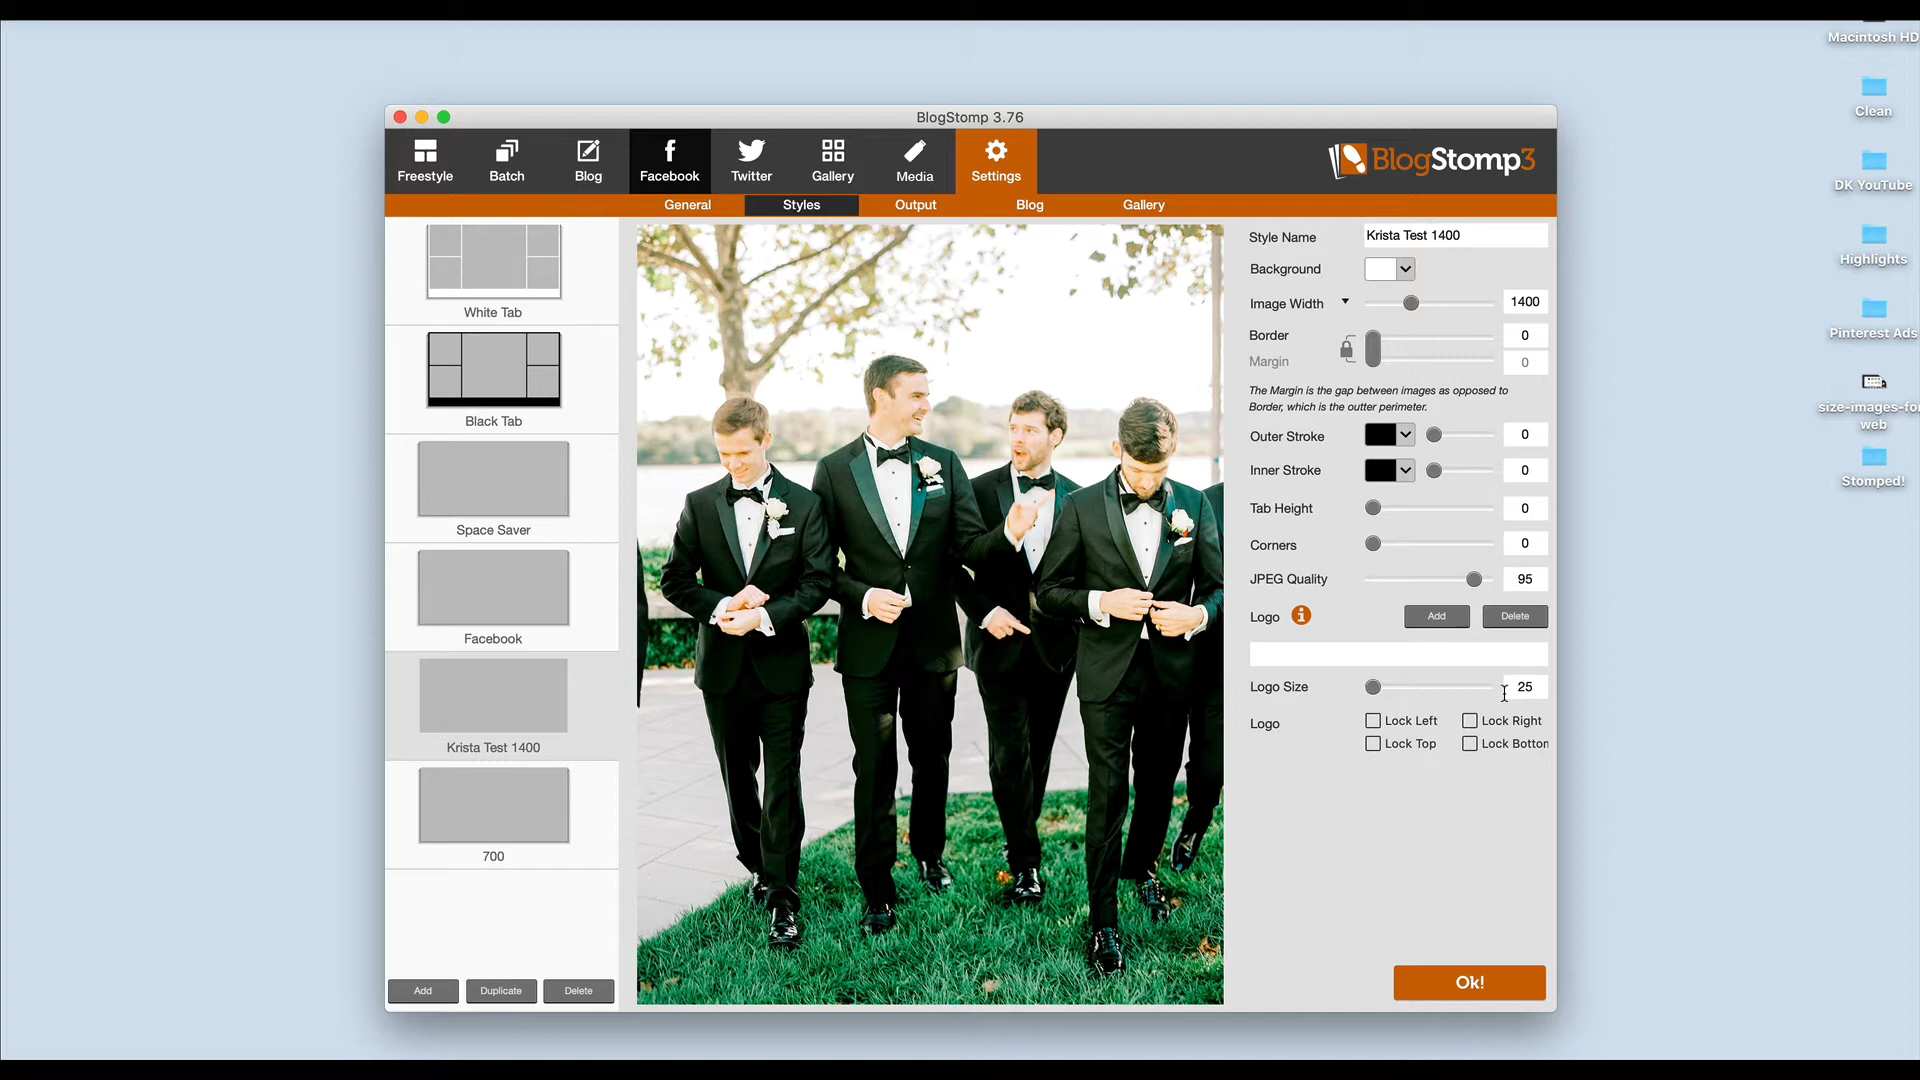 Macintosh HD
Clean
DK YouTube
Highlights
Pinterest Ads
size-images-for
web
Stomped!
BlogStomp 3.76
Freestyle
Batch
Blog
Facebook
Twitter
Gallery
Media
Settings
BlogStomp3
General
Styles
Output
Blog
Gallery
White Tab
Black Tab
Space Saver
Facebook
Krista Test 1400
700
Add
Duplicate
Delete
Style Name
Krista Test 1400
Background
Image Width
1400
Border
0
Margin
0
The Margin is the gap between images as opposed to
Border, which is the outter perimeter.
Outer Stroke
0
Inner Stroke
0
Tab Height
0
Corners
0
JPEG Quality
95
Logo
Add
Delete
Logo Size
25
Logo
Lock Left
Lock Right
Lock Top
Lock Botton
Ok!